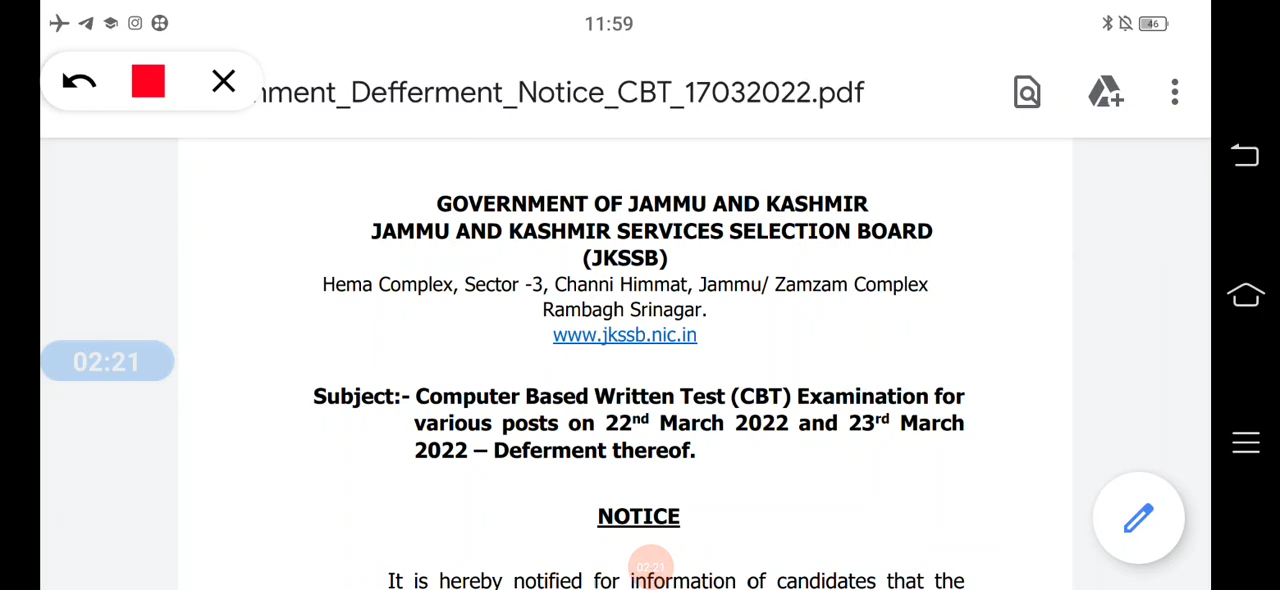 11:59
46
nment_Defferment_Notice_CBT_17032022.pdf
GOVERNMENT OF JAMMU AND KASHMIR
JAMMU AND KASHMIR SERVICES SELECTION BOARD
(JKSSB)
Hema Complex, Sector -3, Channi Himmat, Jammu/ Zamzam Complex
Rambagh Srinagar.
www.jkssb.nic.in
02:21
Subject:- Computer Based Written Test (CBT) Examination for
various posts on 22nd March 2022 and 23rd March
2022 – Deferment thereof.
NOTICE
02:21
It is hereby notified for information of candidates that the